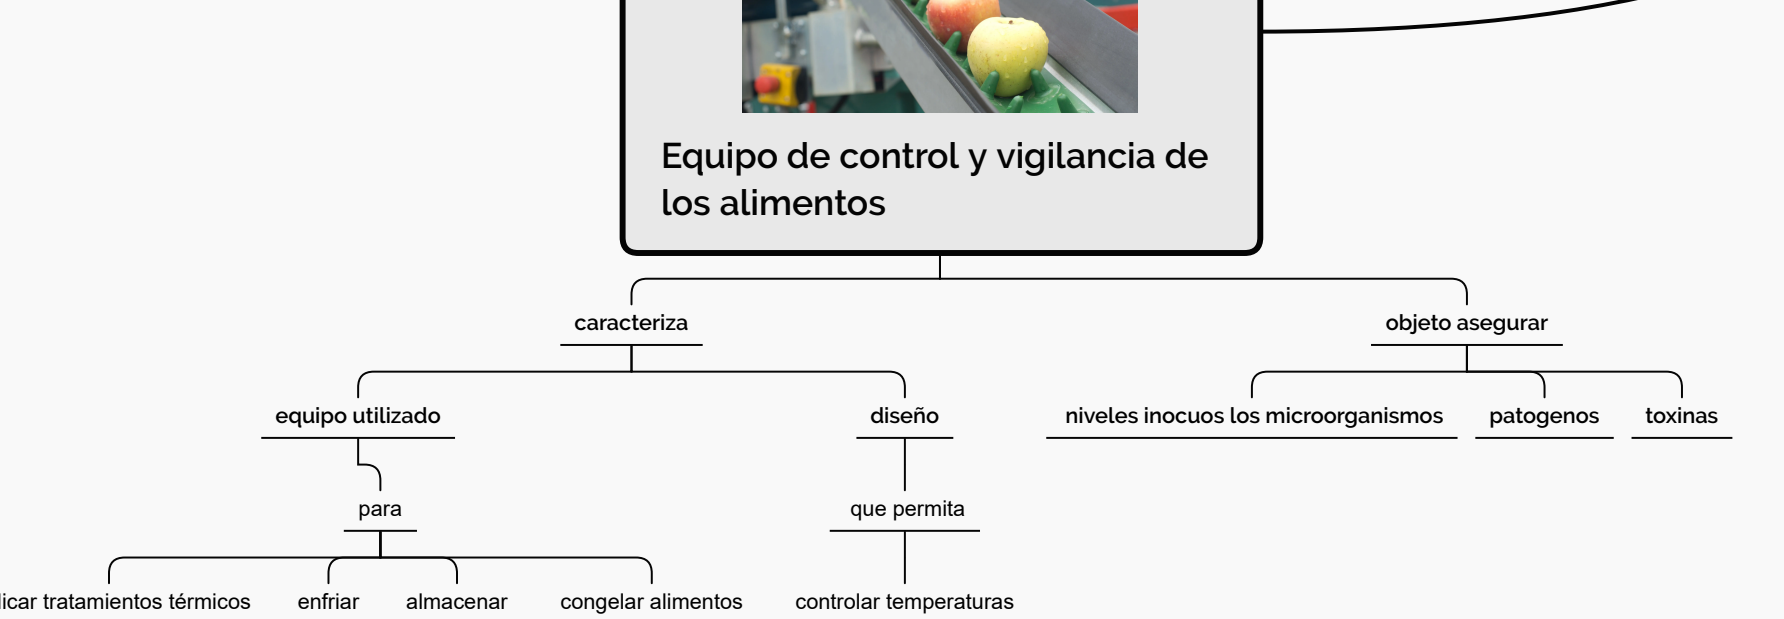 Equipo de control y vigilancia de
los alimentos
caracteriza
objeto asegurar
equipo utilizado
diseño
niveles inocuos los microorganismos
patogenos
toxinas
para
que permita
tratamientos térmicos
enfriar
almacenar
congelar alimentos
controlar temperaturas